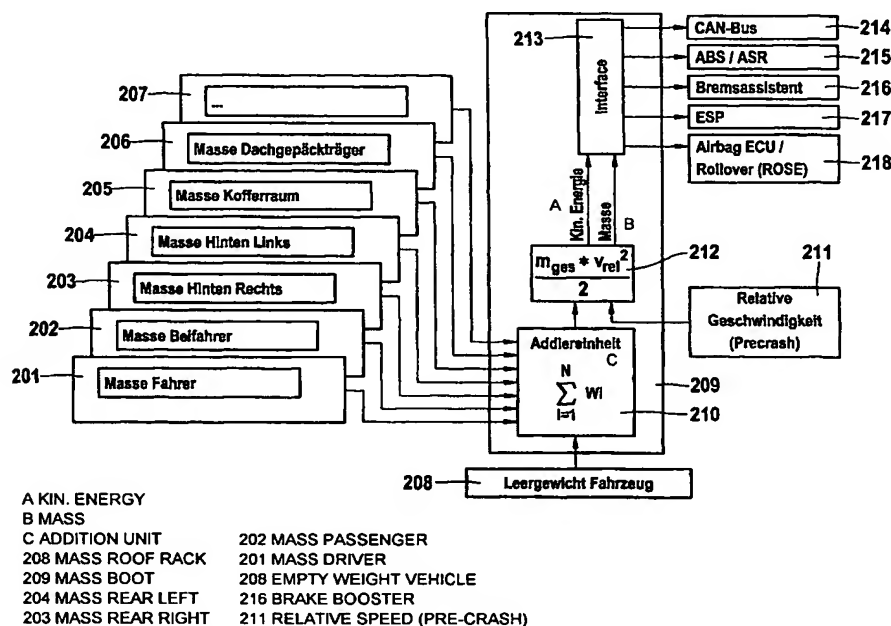 213
CAN-Bus
214
ABS / ASR
215
Bremsassistent
216
ESP
217
Airbag ECU /
Rollover (ROSE)
218
Interface
207
...
206
Masse Dachgepäckträger
205
Masse Kofferraum
204
Masse Hinten Links
203
Masse Hinten Rechts
202
Masse Beifahrer
201
Masse Fahrer
A
Kin. Energie
Masse
B
m_ges * v_rel^2
2
212
211
Relative
Geschwindigkeit
(Precrash)
Addiereinheit
C
N
∑ Wi
i=1
209
210
208
Leergewicht Fahrzeug
A KIN. ENERGY
B MASS
C ADDITION UNIT
208 MASS ROOF RACK
209 MASS BOOT
204 MASS REAR LEFT
203 MASS REAR RIGHT
202 MASS PASSENGER
201 MASS DRIVER
208 EMPTY WEIGHT VEHICLE
216 BRAKE BOOSTER
211 RELATIVE SPEED (PRE-CRASH)